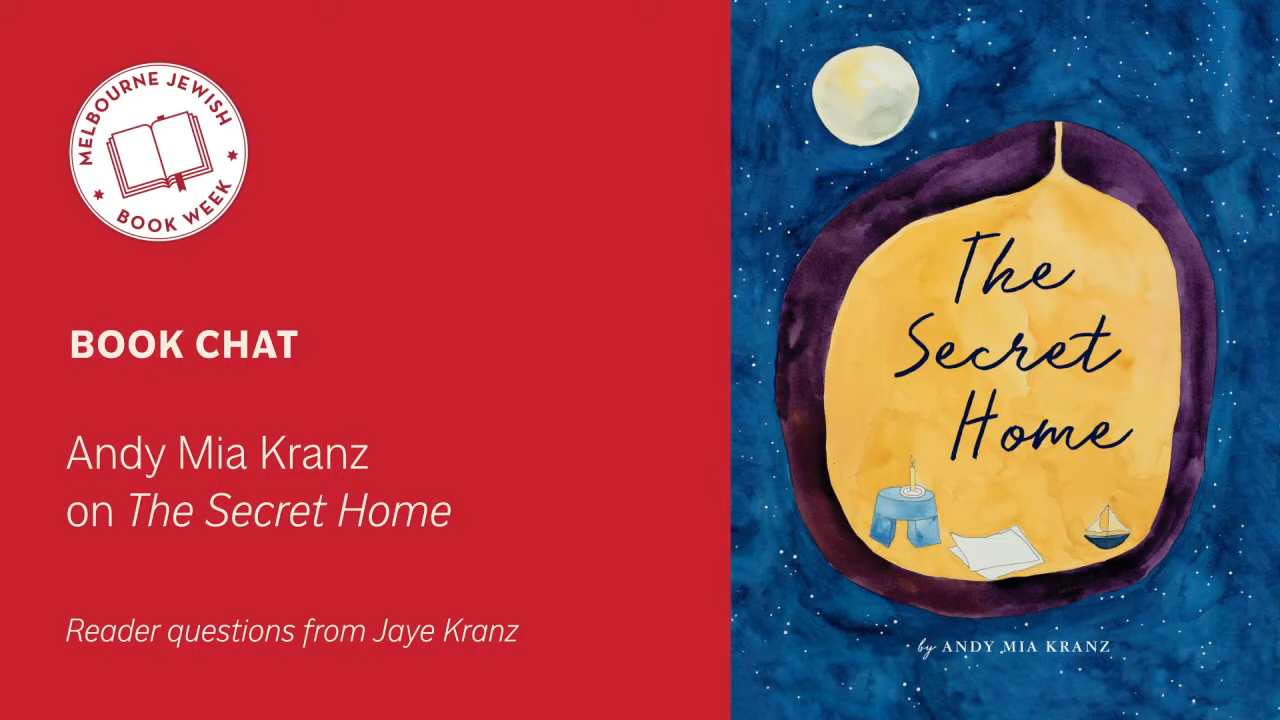 MELBOURNE JEWISH
BOOK WEEK
BOOK CHAT
Andy Mia Kranz
on The Secret Home
Reader questions from Jaye Kranz
The
Secret
Home
by ANDY MIA KRANZ